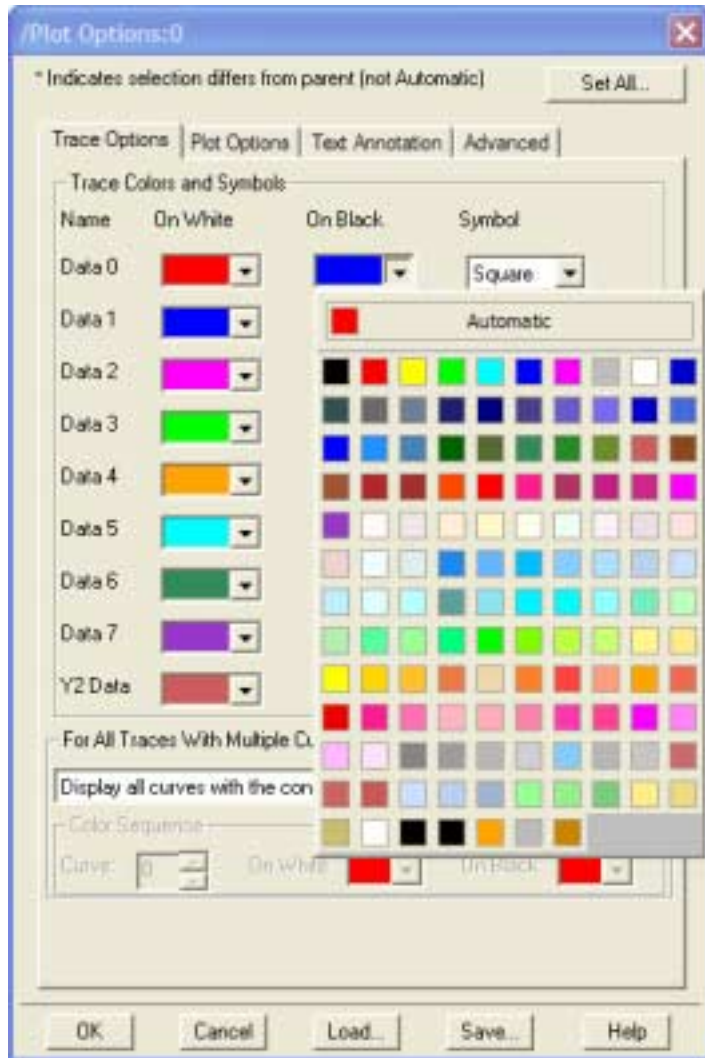 /Plot Options:0
* Indicates selection differs from parent (not Automatic)
Set All...
Trace Options
Plot Options
Text Annotation
Advanced
Trace Colors and Symbols
Name On White On Black Symbol
Data 0 Square
Automatic
Data 1
Data 2
Data 3
Data 4
Data 5
Data 6
Data 7
Y2 Data
For All Traces With Multiple Cu
Display all curves with the con
Color Sequence
Curve: 0 On White On Black
OK Cancel Load... Save... Help